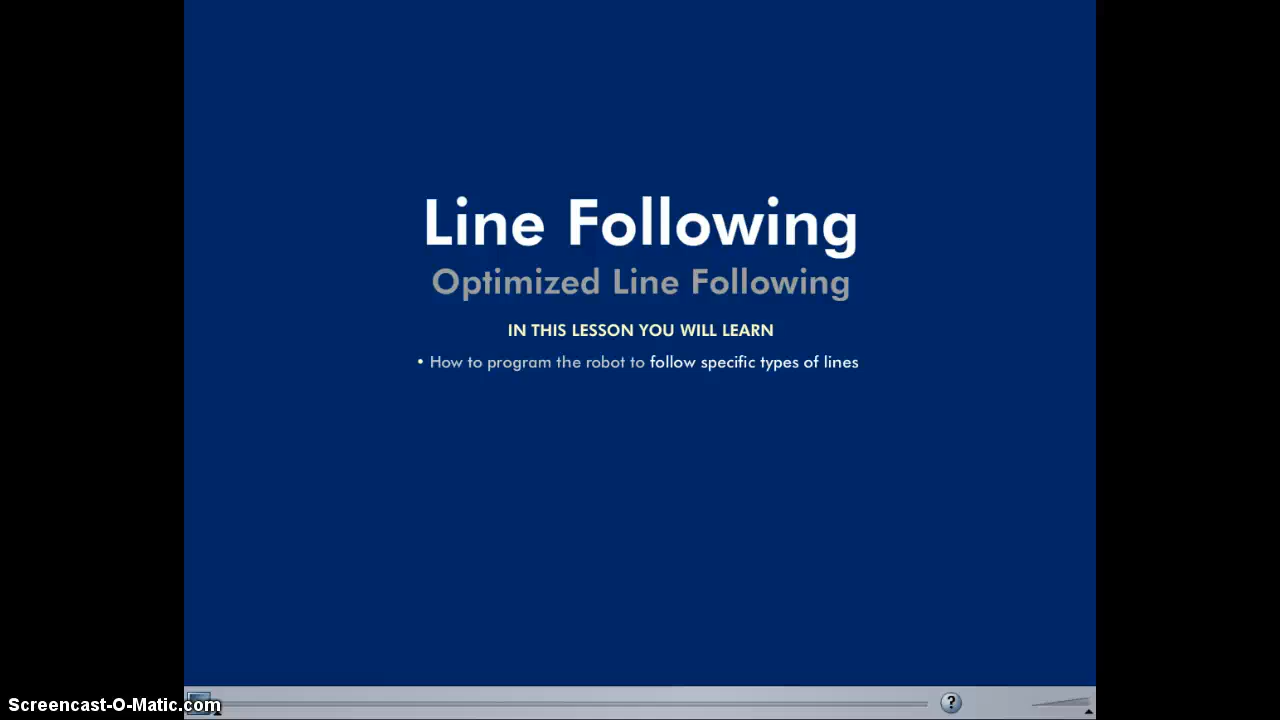 Line Following
Optimized Line Following
IN THIS LESSON YOU WILL LEARN
• How to program the robot to follow specific types of lines
?
Screencast-O-Matic.com